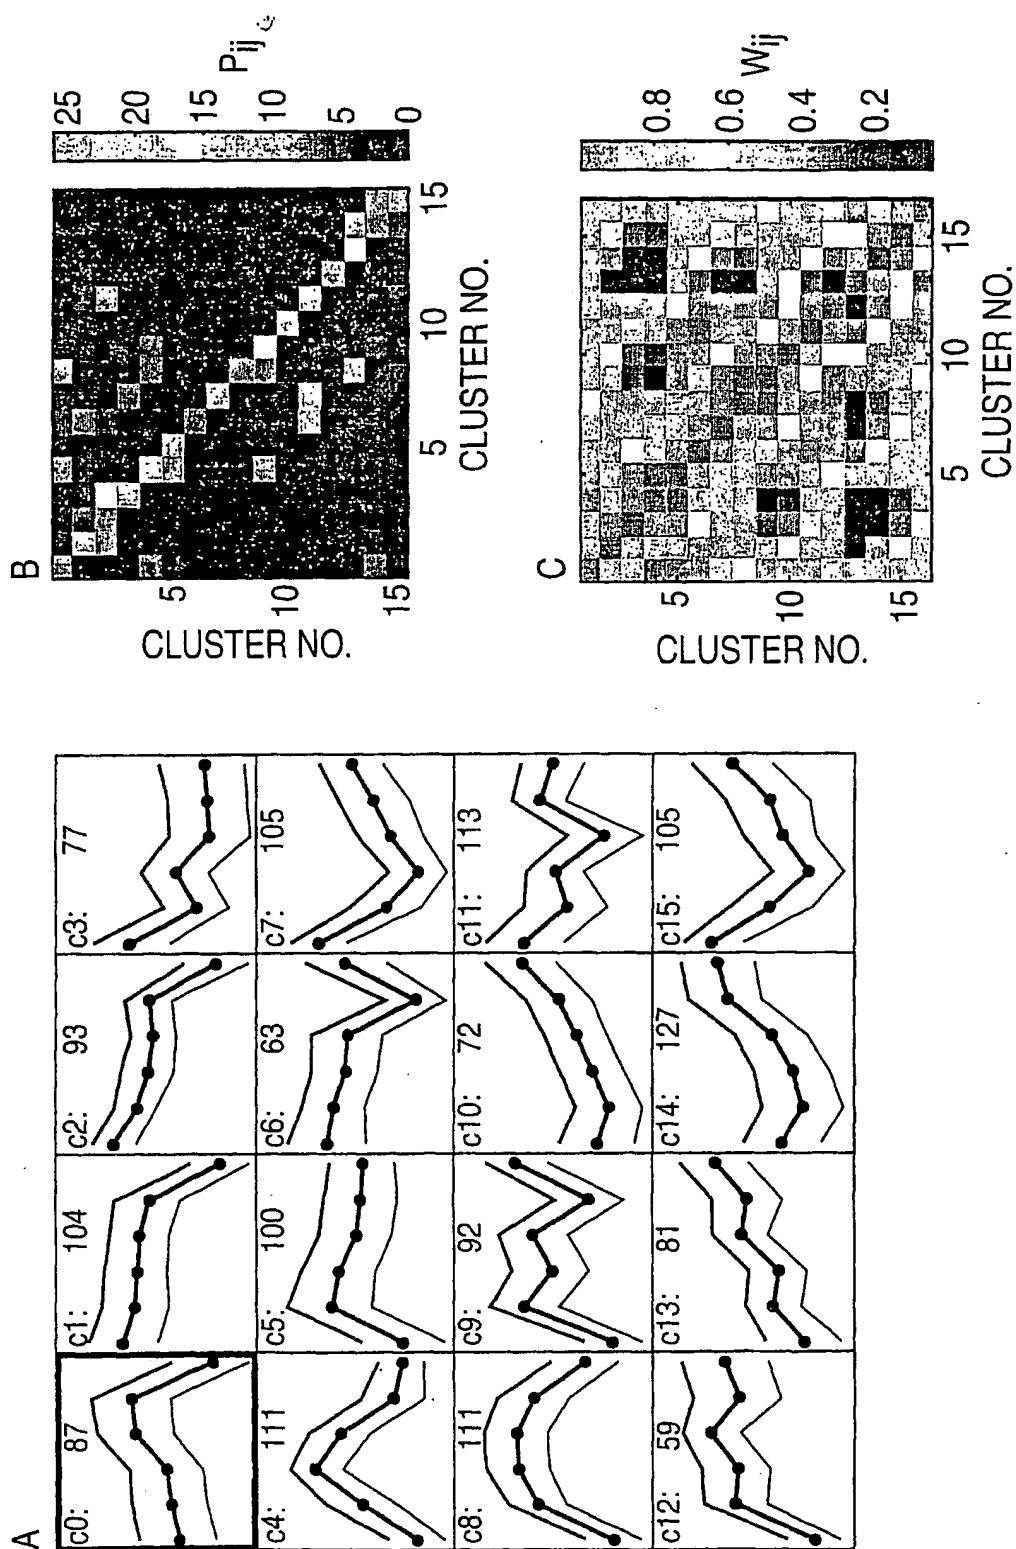 A
c0: 87
c1: 104
c2: 93
c3: 77
c4: 111
c5: 100
c6: 63
c7: 105
c8: 111
c9: 92
c10: 72
c11: 113
c12: 59
c13: 81
c14: 127
c15: 105
B
5
10
15
CLUSTER NO.
5
10
15
CLUSTER NO.
25
20
15
10
5
0
Pij
C
5
10
15
CLUSTER NO.
5
10
15
CLUSTER NO.
0.8
0.6
0.4
0.2
Wij